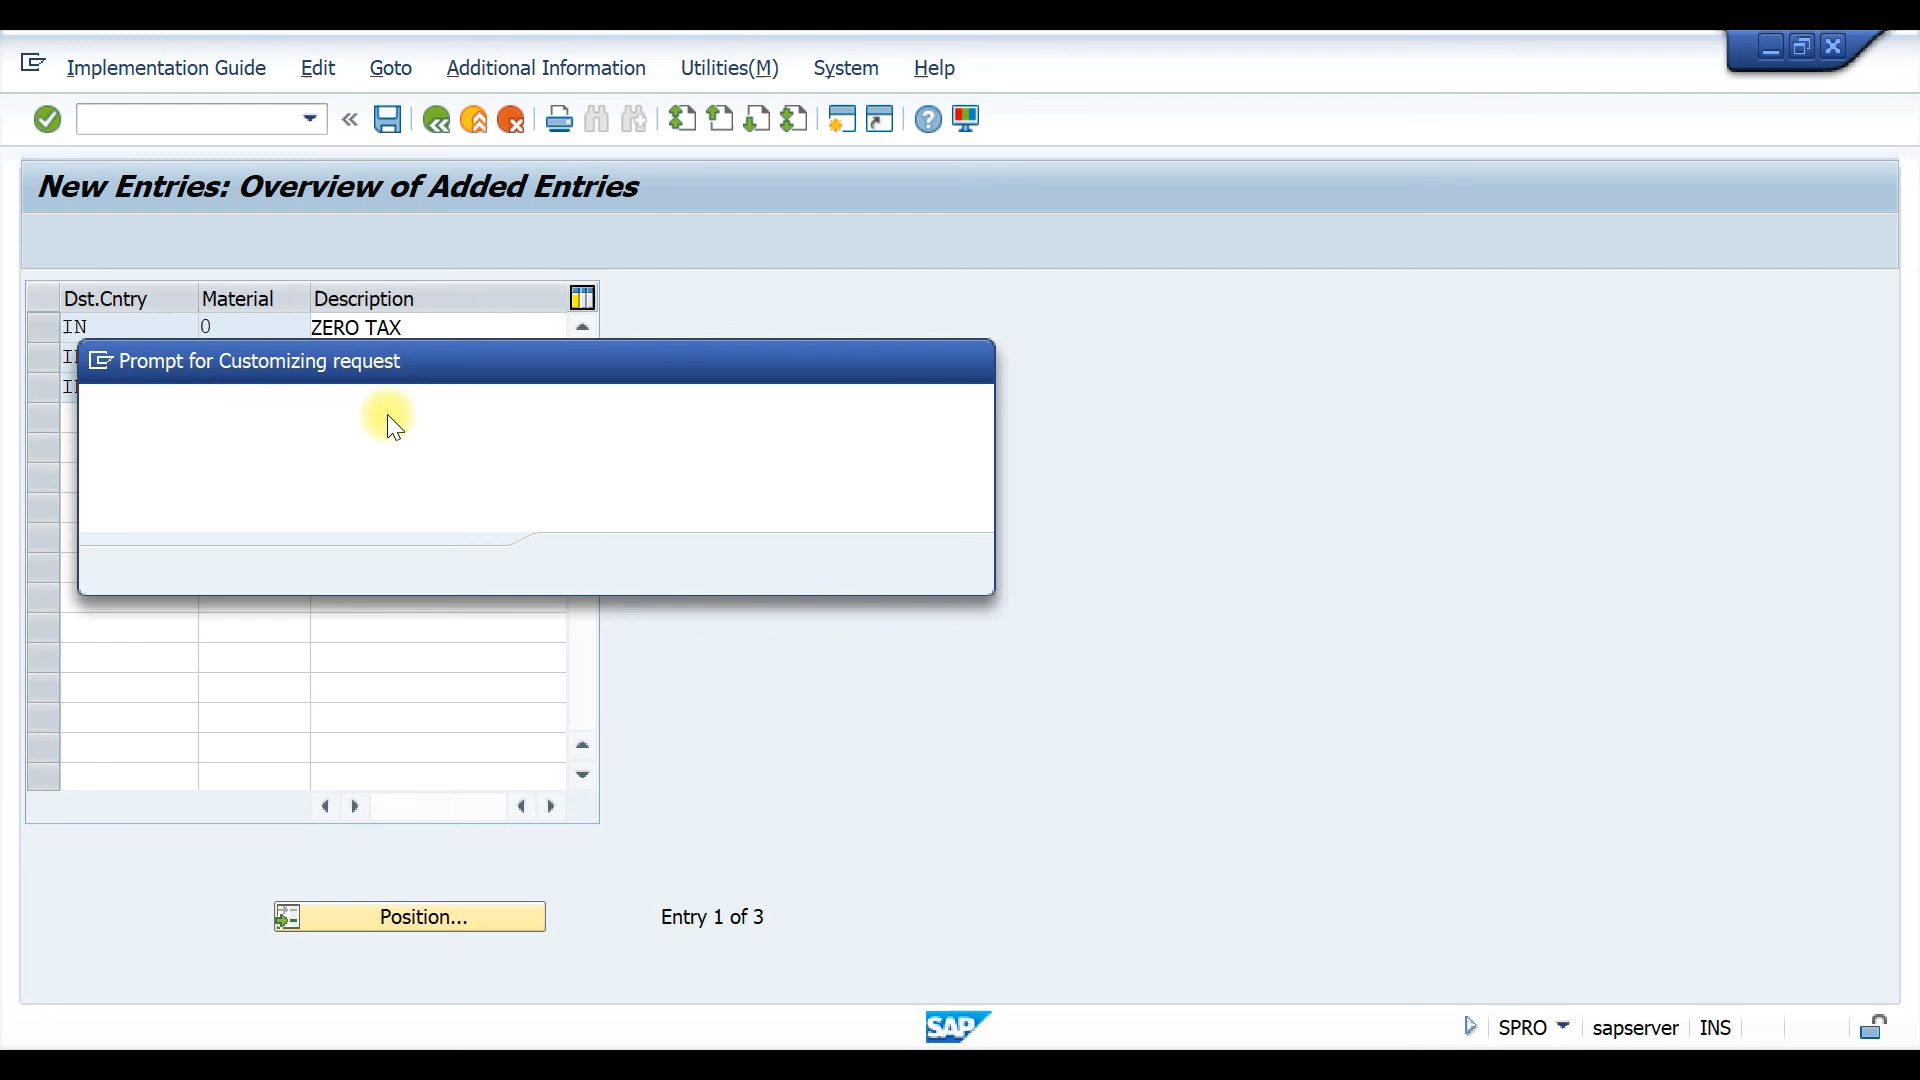 Implementation Guide Edit Goto Additional Information Utilities(M) System Help
New Entries: Overview of Added Entries
Dst.Cntry Material Description
IN 0 ZERO TAX
Prompt for Customizing request
Position... Entry 1 of 3
SAP SPRO sapserver INS